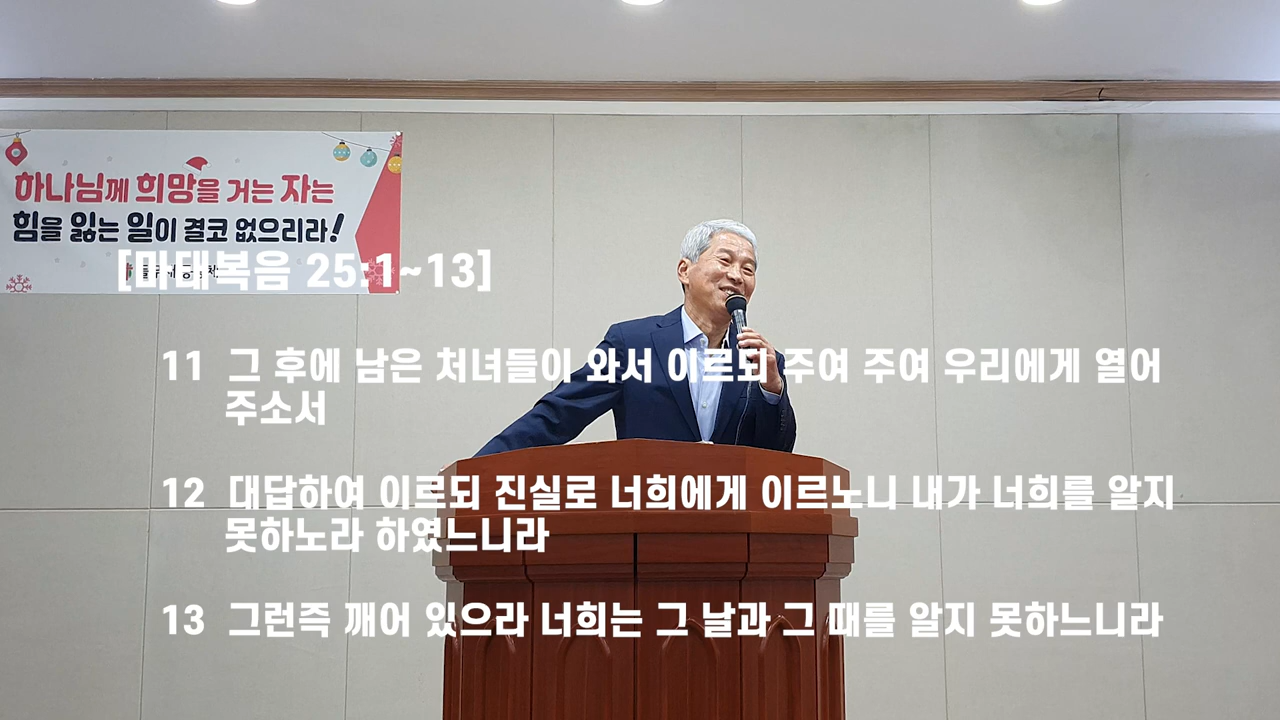 하나님께 희망을 거는 자는
힘을 잃는 일이 결코 없으리라!
[마태복음 25:1~13]
11 그 후에 남은 처녀들이 와서 이르되 주여 주여 우리에게 열어
주소서
12 대답하여 이르되 진실로 너희에게 이르노니 내가 너희를 알지
못하노라 하였느니라
13 그런즉 깨어 있으라 너희는 그 날과 그 때를 알지 못하느니라